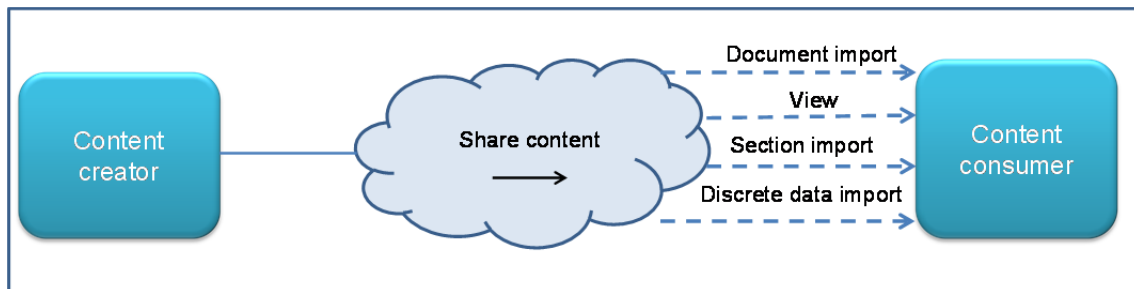 Content
creator
Share content
Document import
View
Section import
Discrete data import
Content
consumer